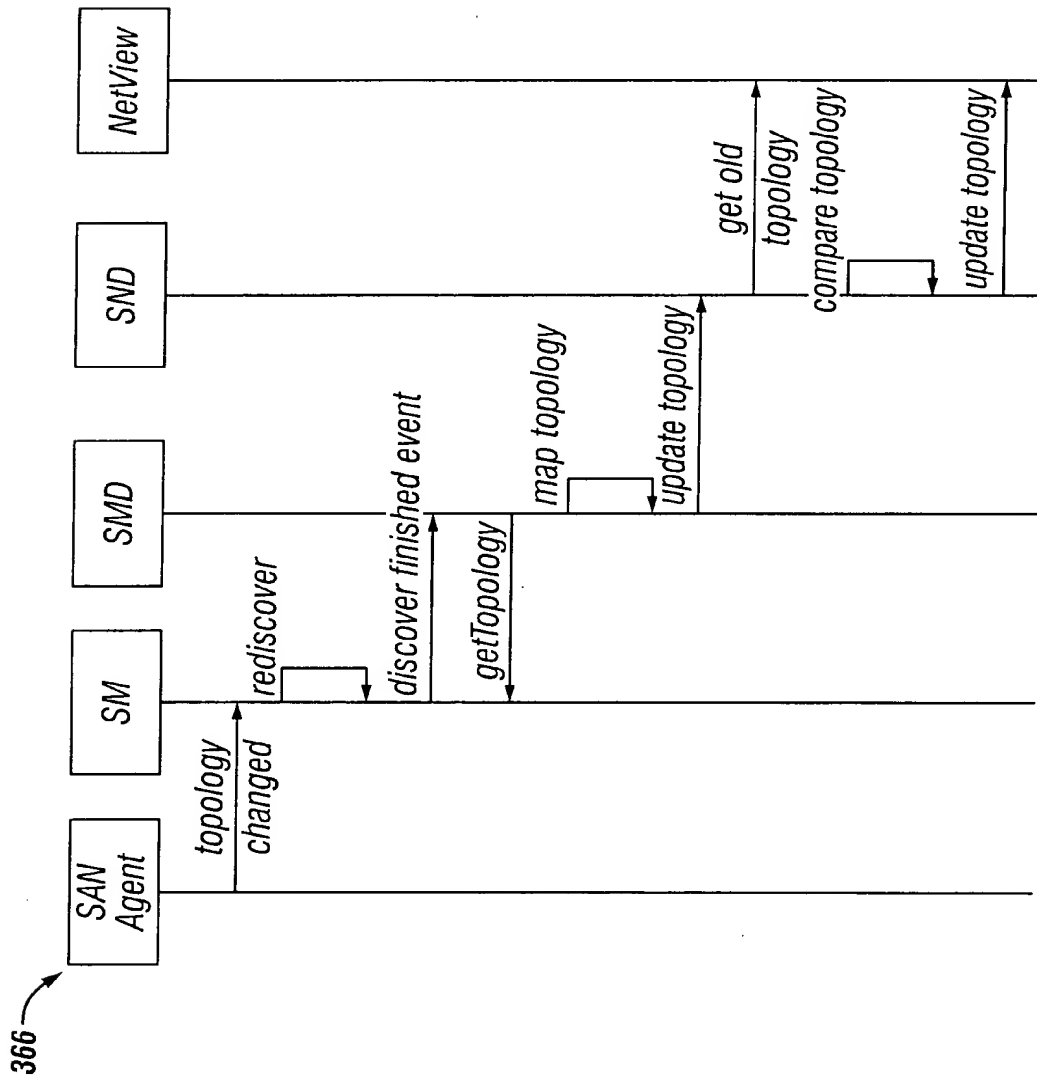 366
SAN
Agent
SM
SMD
SND
NetView
topology
changed
rediscover
discover finished event
getTopology
map topology
update topology
get old
topology
compare topology
update topology